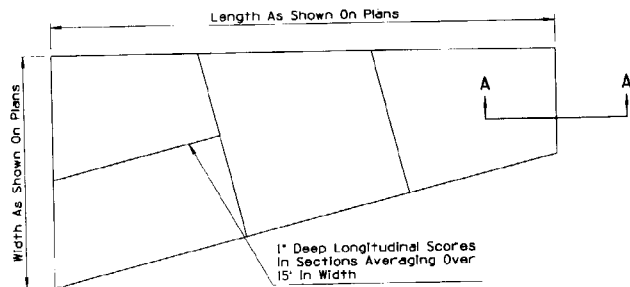 Length As Shown On Plans
A
A
Width As Shown On Plans
1" Deep Longitudinal Scores
In Sections Averaging Over
15' In Width